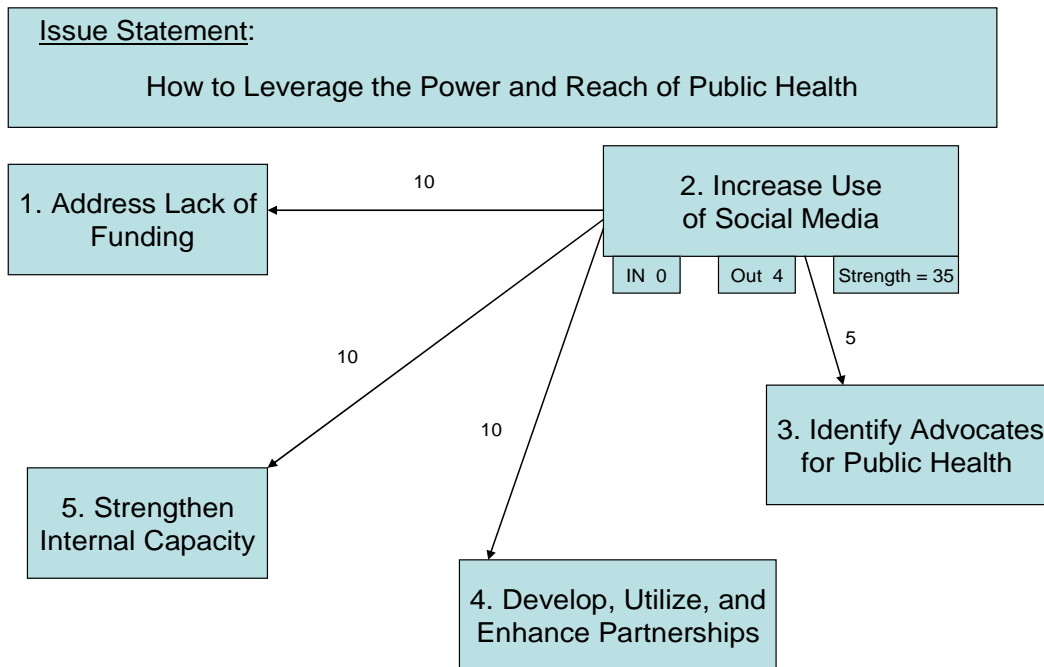 Issue Statement:
How to Leverage the Power and Reach of Public Health
10
1. Address Lack of
Funding
2. Increase Use
of Social Media
IN 0
Out 4
Strength = 35
10
5
10
3. Identify Advocates
for Public Health
5. Strengthen
Internal Capacity
4. Develop, Utilize, and
Enhance Partnerships